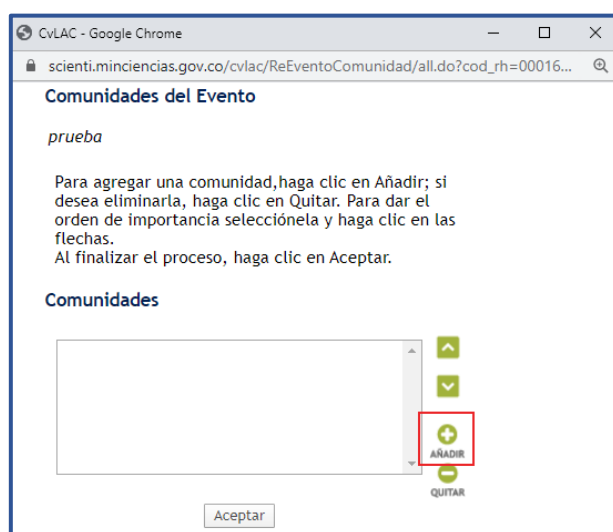 CvLAC - Google Chrome
scienti.minciencias.gov.co/cvlac/ReEventoComunidad/all.do?cod_rh=00016...
Comunidades del Evento
prueba
Para agregar una comunidad,haga clic en Añadir; si
desea eliminarla, haga clic en Quitar. Para dar el
orden de importancia selecciónela y haga clic en las
flechas.
Al finalizar el proceso, haga clic en Aceptar.
Comunidades
AÑADIR
QUITAR
Aceptar